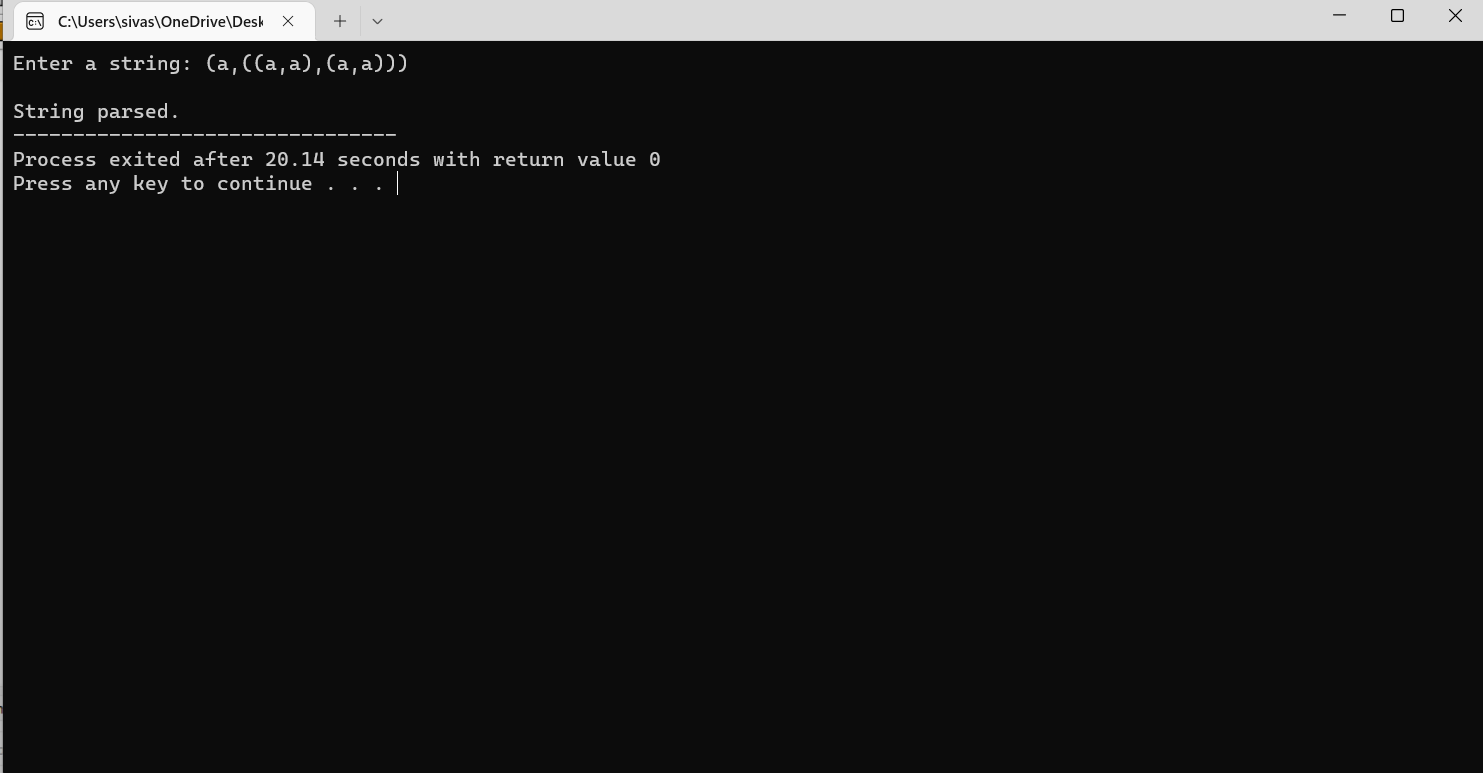 C:\Users\sivas\OneDrive\Desk
Enter a string: (a,((a,a),(a,a)))
String parsed.
--------------------------------
Process exited after 20.14 seconds with return value 0
Press any key to continue . . .